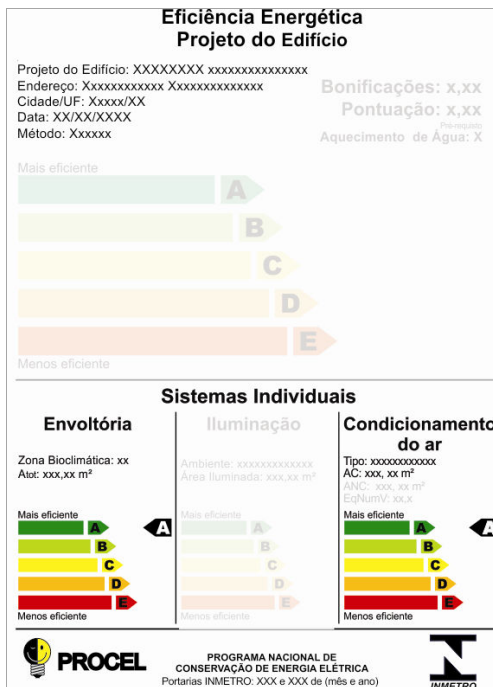 Eficiência Energética
Projeto do Edifício
Projeto do Edifício: XXXXXXXX xxxxxxxxxxxxxxx
Endereço: Xxxxxxxxxxxx Xxxxxxxxxxxxxx
Cidade/UF: Xxxxx/XX
Data: XX/XX/XXXX
Método: Xxxxxx
Bonificações: x,xx
Pontuação: x,xx
Pré-requisito
Aquecimento de Água: X
Mais eficiente
A
B
C
D
E
Menos eficiente
Sistemas Individuais
Envoltória
Zona Bioclimática: xx
Atot: xxx,xx m²
Mais eficiente
A A
B
C
D
E
Menos eficiente
Iluminação
Ambiente: xxxxxxxxxxxxx
Área Iluminada: xxx,xx m²
Mais eficiente
A
B
C
D
E
Menos eficiente
Condicionamento
do ar
Tipo: xxxxxxxxxxxx
AC: xxx, xx m²
ANC: xxx, xx m²
EqNumV: xx,x
Mais eficiente
A A
B
C
D
E
Menos eficiente
PROCEL
PROGRAMA NACIONAL DE
CONSERVAÇÃO DE ENERGIA ELÉTRICA
Portarias INMETRO: XXX e XXX de (mês e ano)
INMETRO